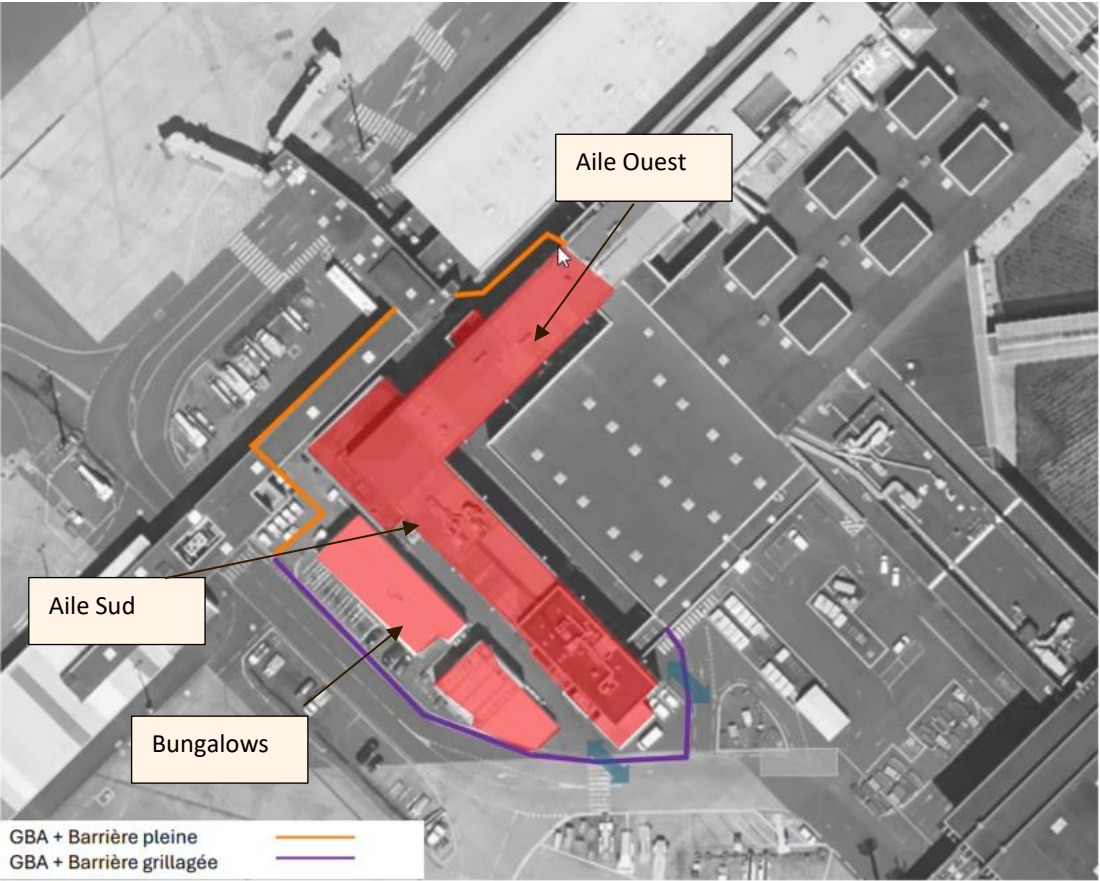 Aile Ouest
Aile Sud
Bungalows
GBA + Barrière pleine
GBA + Barrière grillagée